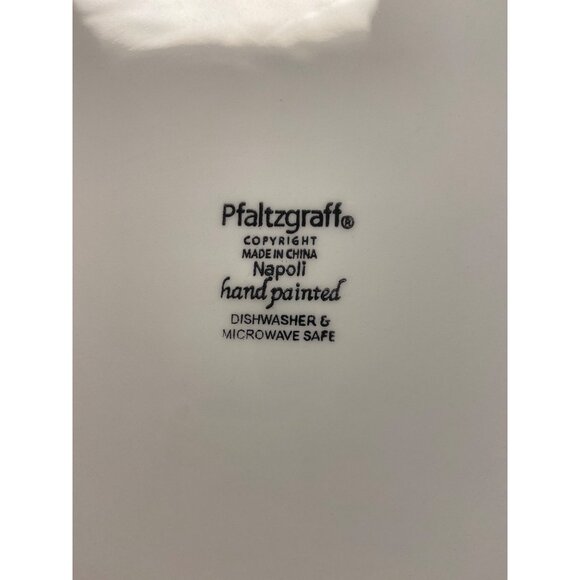 Pfaltzgraff®
COPYRIGHT
MADE IN CHINA
Napoli
hand painted
DISHWASHER &
MICROWAVE SAFE